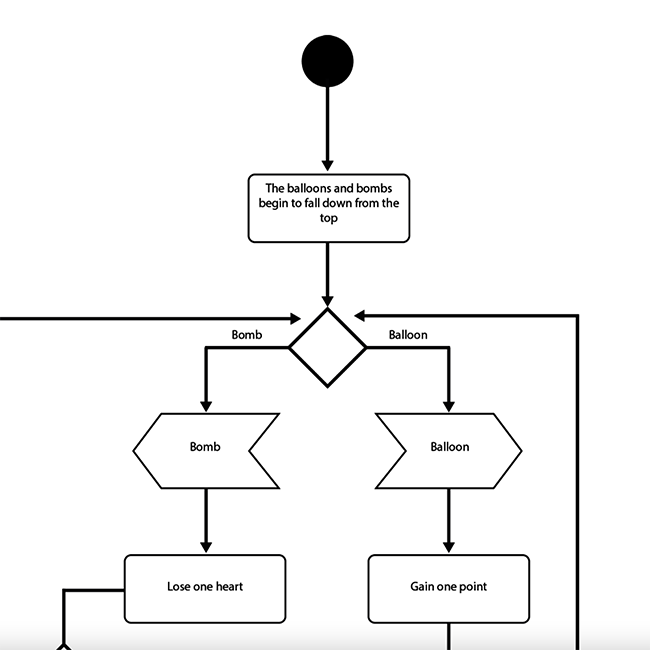 The balloons and bombs
begin to fall down from the
top
Bomb
Balloon
Bomb
Balloon
Lose one heart
Gain one point